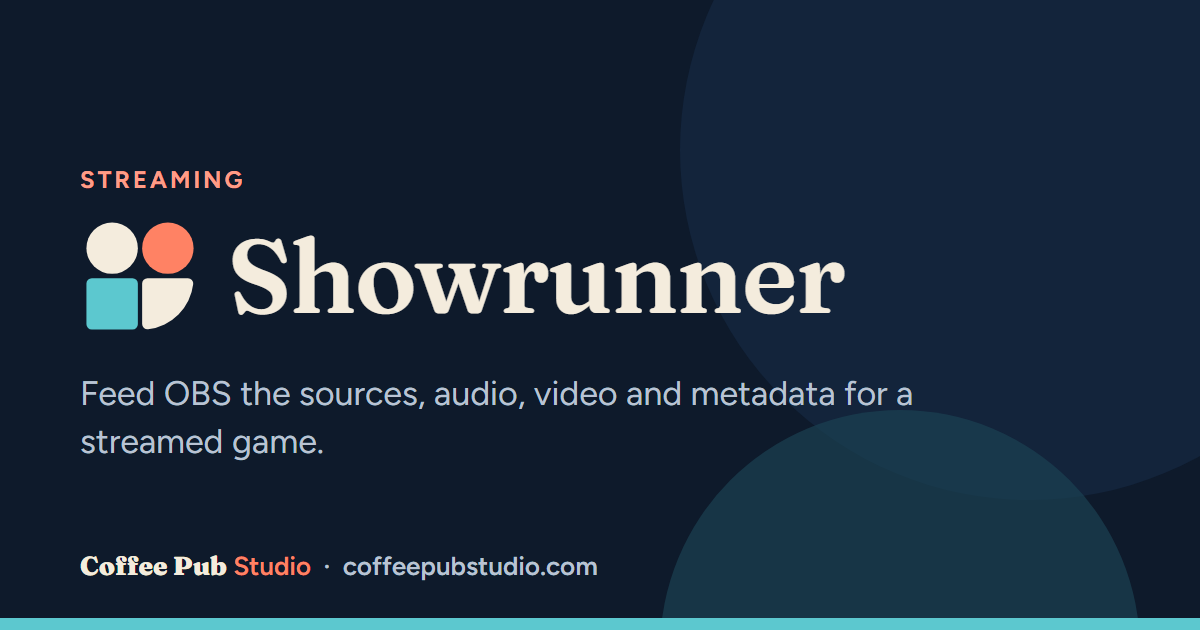 STREAMING
Showrunner
Feed OBS the sources, audio, video and metadata for a
streamed game.
Coffee Pub Studio · coffeepubstudio.com